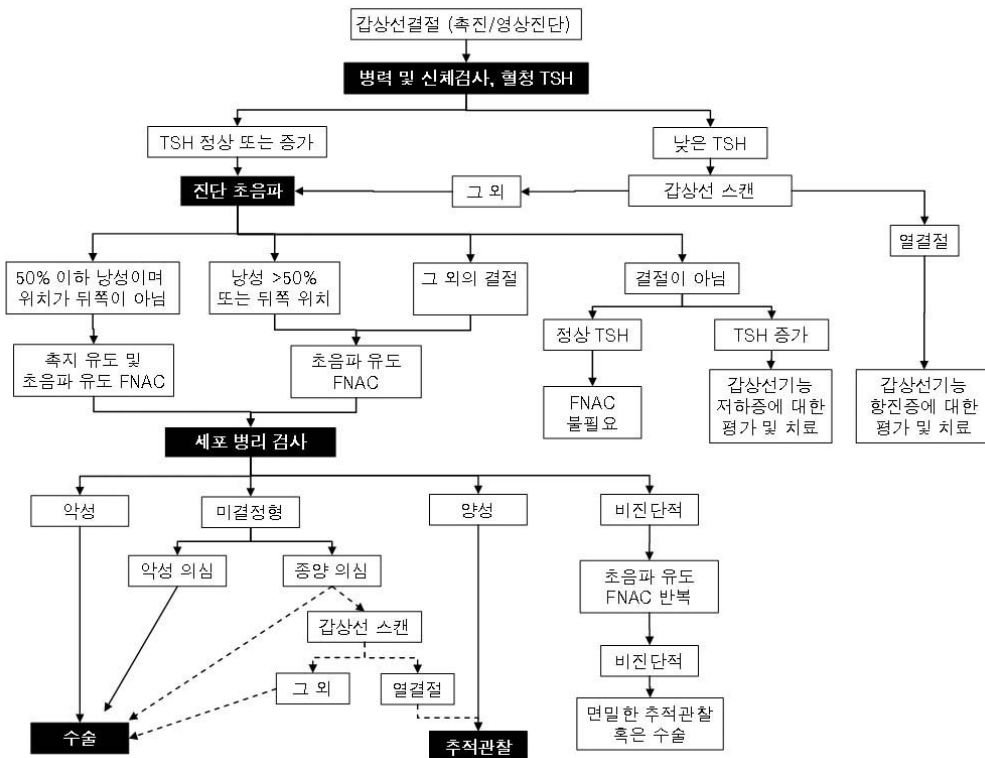 갑상선결절 (촉진/영상진단)
병력 및 신체검사, 혈청 TSH
TSH 정상 또는 증가
낮은 TSH
진단 초음파
그 외
갑상선 스캔
열결절
50% 이하 낭성이며
위치가 뒤쪽이 아님
낭성 >50%
또는 뒤쪽 위치
그 외의 결절
결절이 아님
정상 TSH
TSH 증가
촉지 유도 및
초음파 유도 FNAC
초음파 유도
FNAC
FNAC
불필요
갑상선기능
저하증에 대한
평가 및 치료
갑상선기능
항진증에 대한
평가 및 치료
세포 병리 검사
악성
미결정형
양성
비진단적
악성 의심
종양 의심
초음파 유도
FNAC 반복
갑상선 스캔
비진단적
그 외
열결절
면밀한 추적관찰
혹은 수술
수술
추적관찰